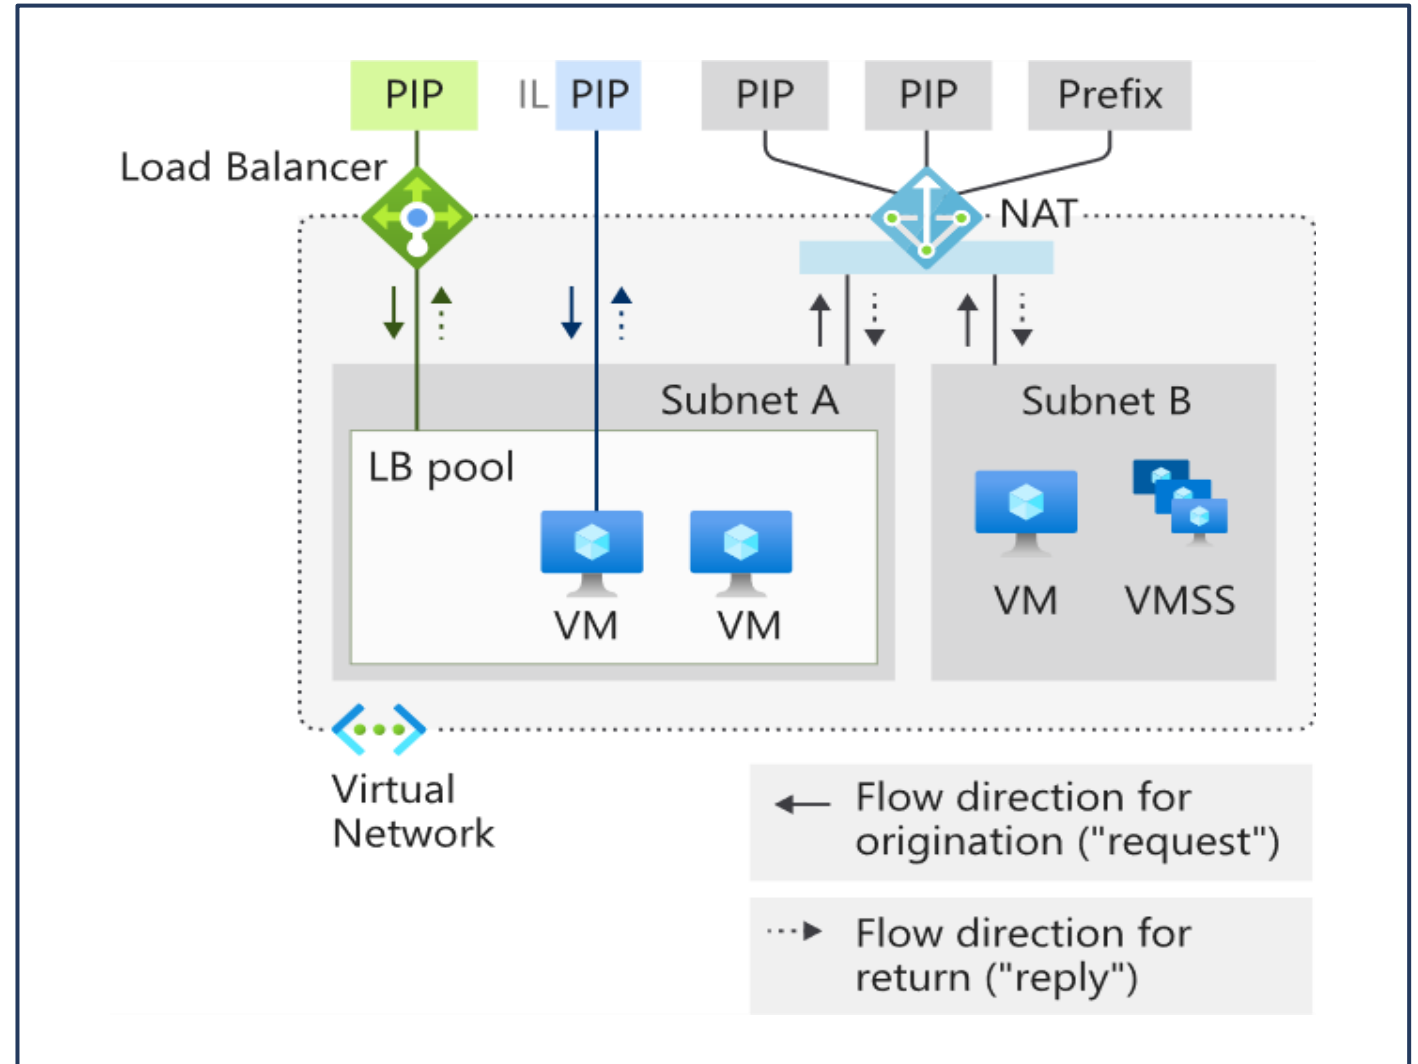 PIP
IL PIP
PIP
PIP
Prefix
Load Balancer
NAT
Subnet A
Subnet B
LB pool
VM
VM
VM
VMSS
Virtual
Network
Flow direction for
origination ("request")
Flow direction for
return ("reply")